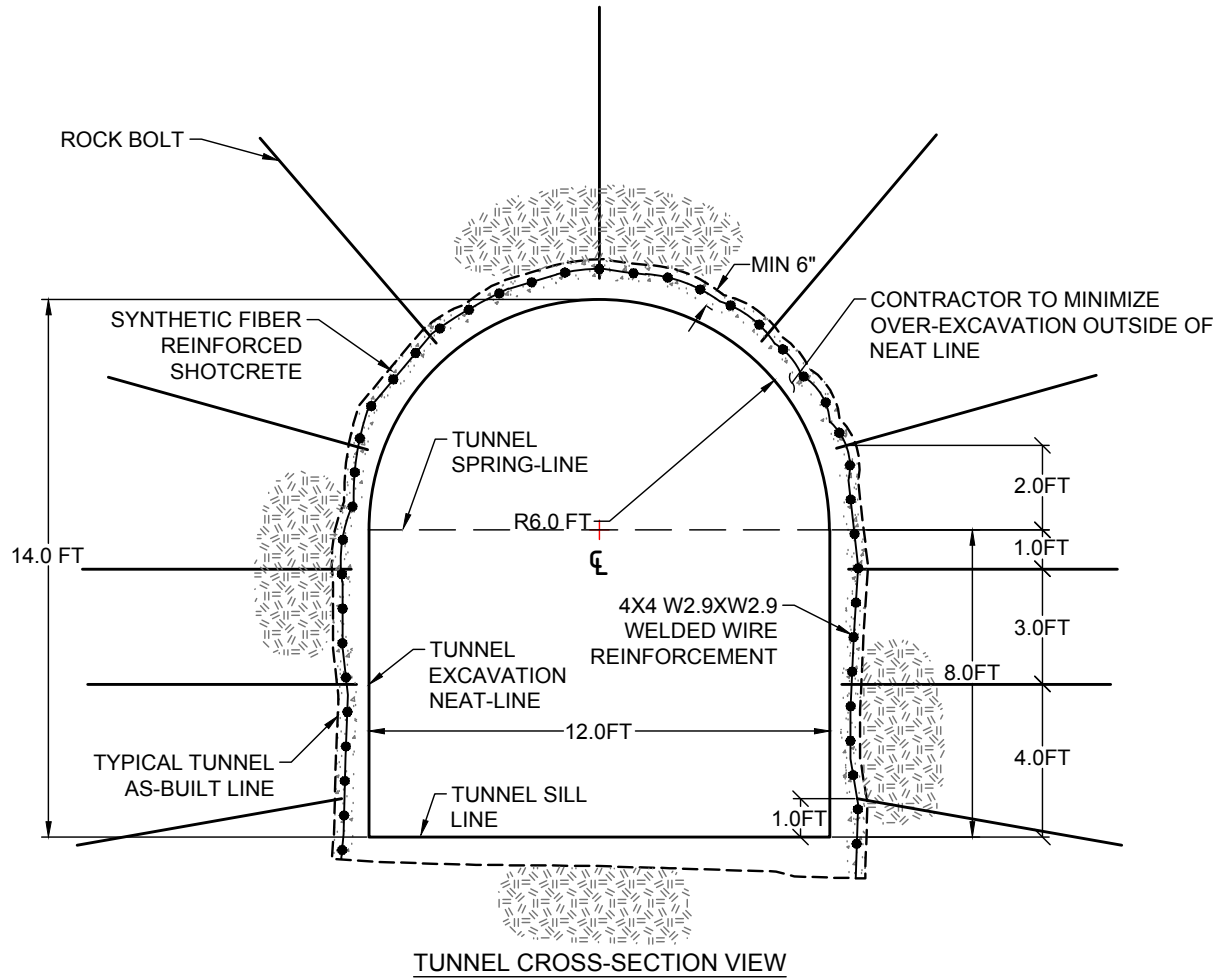 ROCK BOLT
MIN 6"
SYNTHETIC FIBER
REINFORCED
SHOTCRETE
CONTRACTOR TO MINIMIZE
OVER-EXCAVATION OUTSIDE OF
NEAT LINE
TUNNEL
SPRING-LINE
2.0FT
R6.0 FT
14.0 FT
1.0FT
℄
4X4 W2.9XW2.9
WELDED WIRE
REINFORCEMENT
3.0FT
TUNNEL
EXCAVATION
NEAT-LINE
8.0FT
12.0FT
TYPICAL TUNNEL
AS-BUILT LINE
4.0FT
TUNNEL SILL
LINE
1.0FT
TUNNEL CROSS-SECTION VIEW